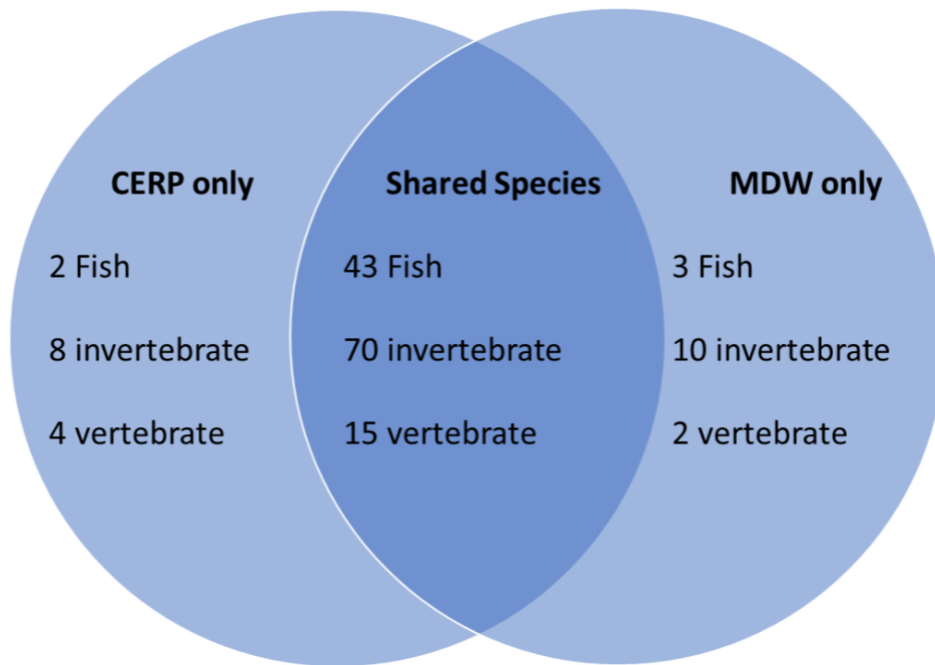 CERP only
2 Fish
8 invertebrate
4 vertebrate
Shared Species
43 Fish
70 invertebrate
15 vertebrate
MDW only
3 Fish
10 invertebrate
2 vertebrate